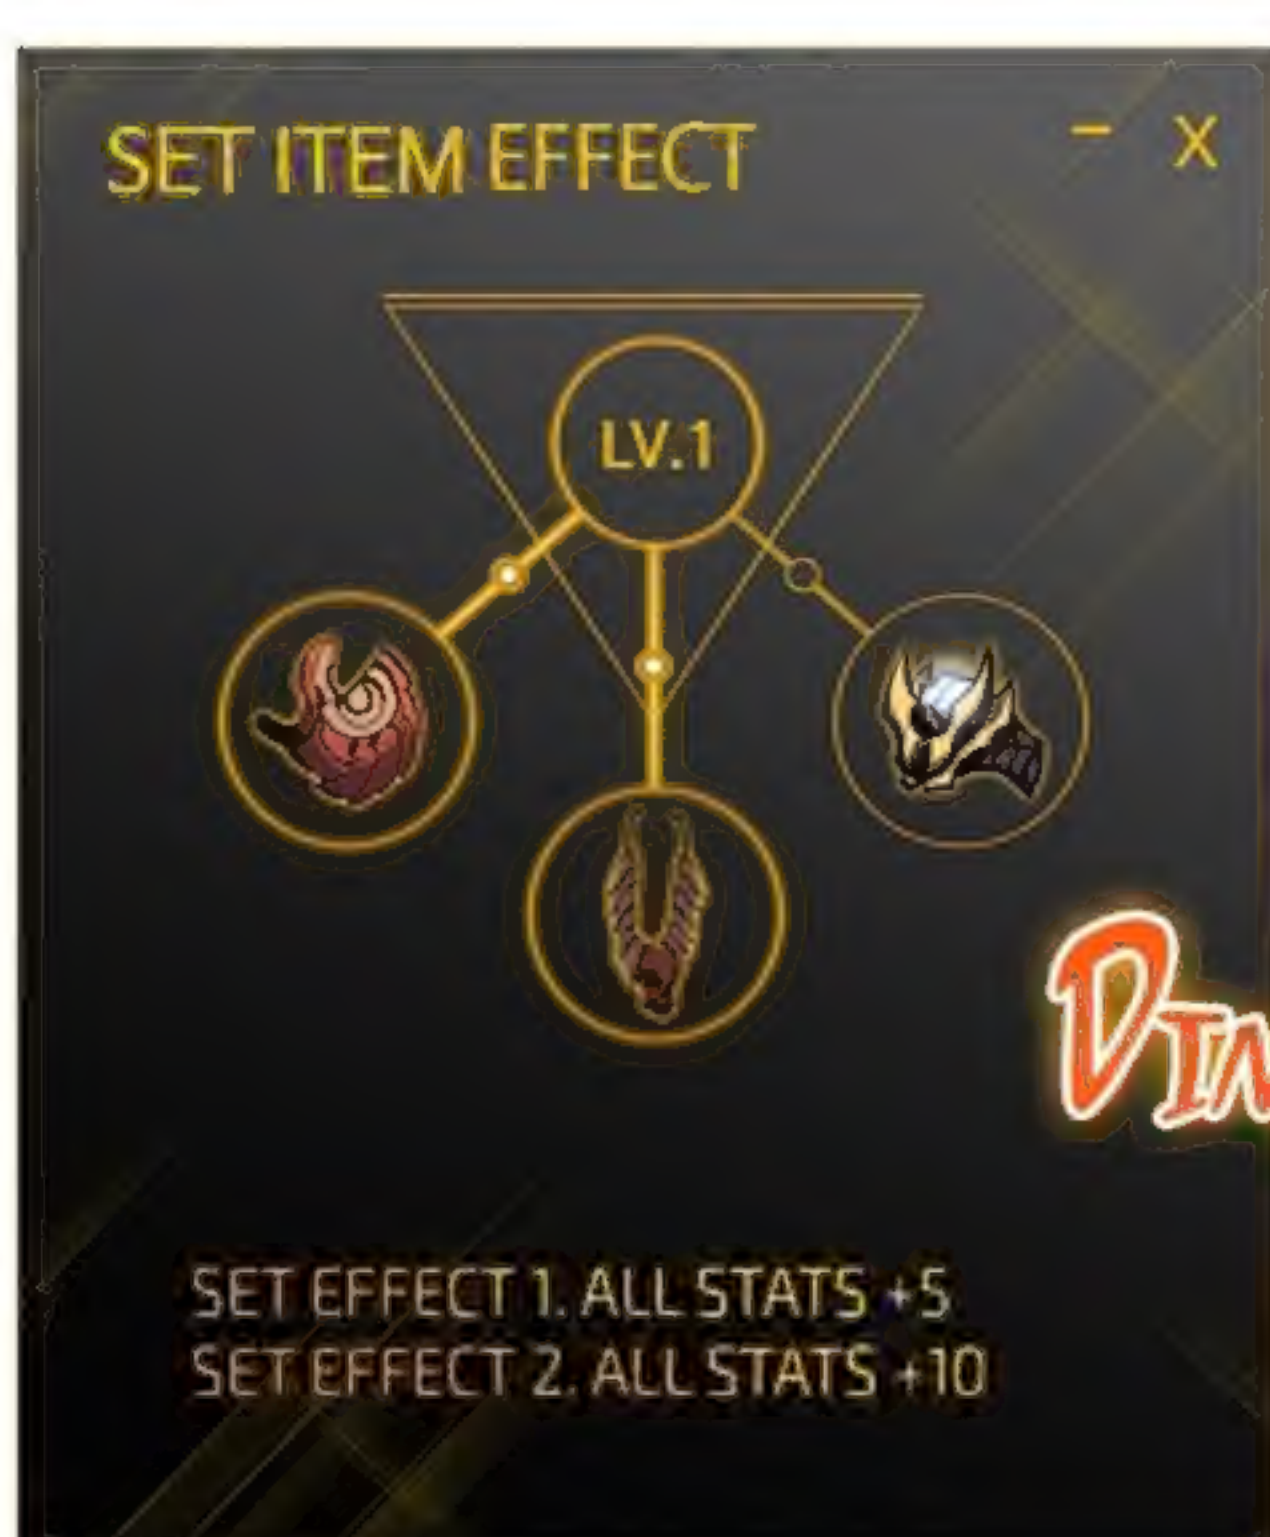 SET ITEM EFFECT
- X
LV.1
SET EFFECT 1. ALL STATS +5
SET EFFECT 2. ALL STATS +10